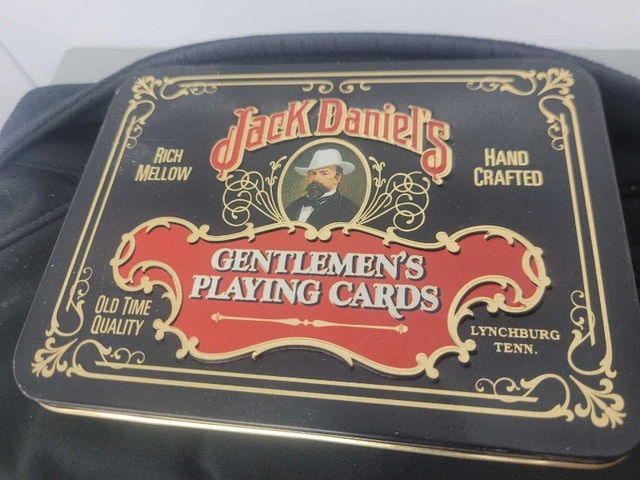 Jack Daniel's
RICH
MELLOW
HAND
CRAFTED
GENTLEMEN'S
PLAYING CARDS
OLD TIME
QUALITY
LYNCHBURG
TENN.